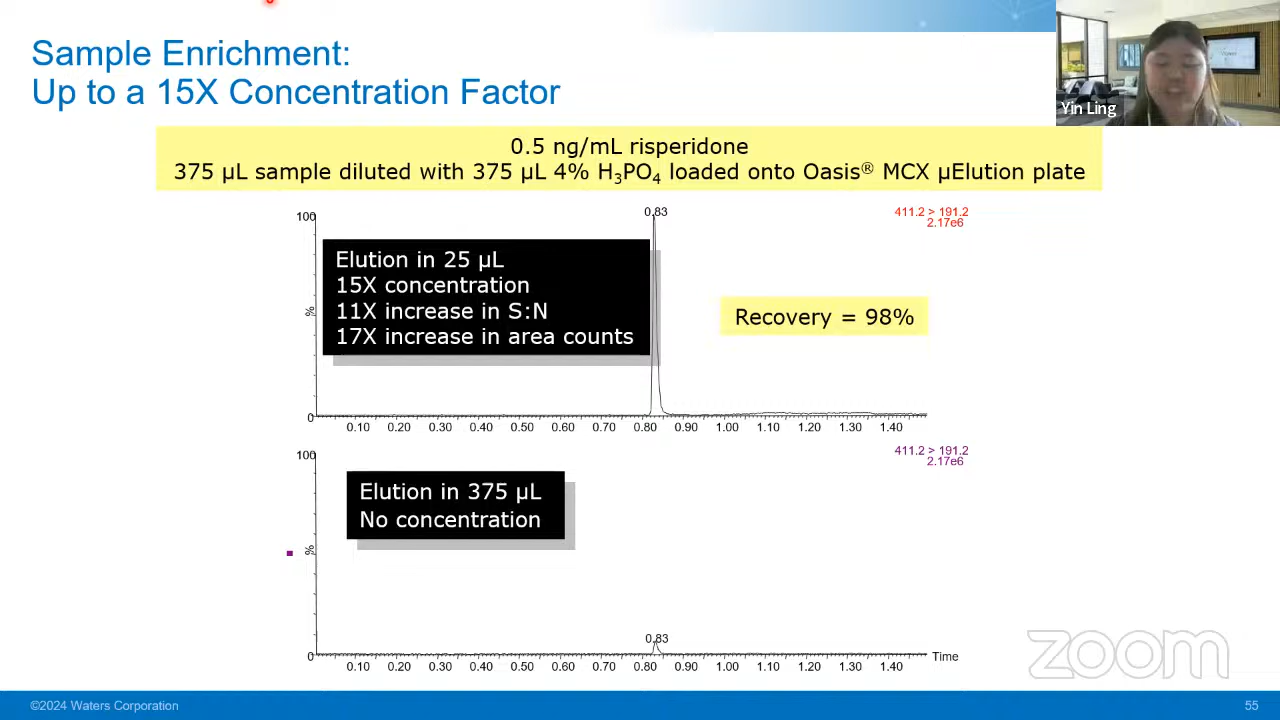 Sample Enrichment:
Up to a 15X Concentration Factor
Yin Ling
0.5 ng/mL risperidone
375 µL sample diluted with 375 µL 4% H₃PO₄ loaded onto Oasis® MCX µElution plate
100
%
0
0.83
411.2 > 191.2
2.17e6
Elution in 25 µL
15X concentration
11X increase in S:N
17X increase in area counts
Recovery = 98%
0.10 0.20 0.30 0.40 0.50 0.60 0.70 0.80 0.90 1.00 1.10 1.20 1.30 1.40
100
%
0
411.2 > 191.2
2.17e6
Elution in 375 µL
No concentration
0.83
0.10 0.20 0.30 0.40 0.50 0.60 0.70 0.80 0.90 1.00 1.10 1.20 1.30 1.40
Time
zoom
©2024 Waters Corporation
55